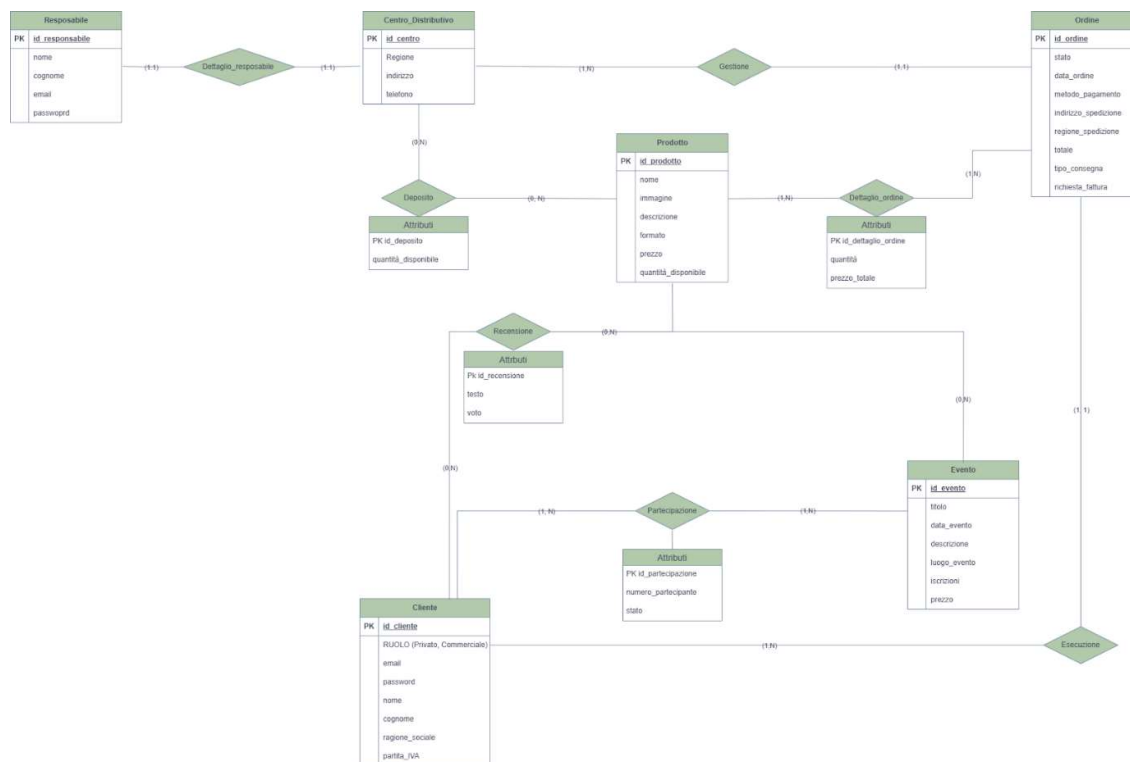 Resposabile
PK id_responsabile
nome
cognome
email
passwoprd
(1:1)
Dettaglio_resposabile
(1:1)
Centro_Distributivo
PK id_centro
Regione
indirizzo
telefono
(1,N)
Gestione
(1,1)
Ordine
PK id_ordine
stato
data_ordine
metodo_pagamento
indirizzo_spedizione
regione_spedizione
totale
tipo_consegna
richiesta_fattura
(0,N)
Deposito
Attributi
PK id_deposito
quantità_disponibile
(0, N)
Prodotto
PK id_prodotto
nome
immagine
descrizione
formato
prezzo
quantità_disponibile
(1,N)
Dettaglio_ordine
Attributi
PK id_dettaglio_ordine
quantità
prezzo_totale
(1,N)
Recensione
(0,N)
Attrbuti
Pk id_recensione
testo
voto
(0,N)
(0,N)
(1, 1)
Evento
PK id_evento
titolo
data_evento
descrizione
luogo_evento
iscrizioni
prezzo
(1, N)
Partecipazione
(1,N)
Attributi
PK id_partecipazione
numero_partecipante
stato
Cliente
PK id_cliente
RUOLO (Privato, Commerciale)
email
password
nome
cognome
ragione_sociale
partita_IVA
(1,N)
Esecuzione